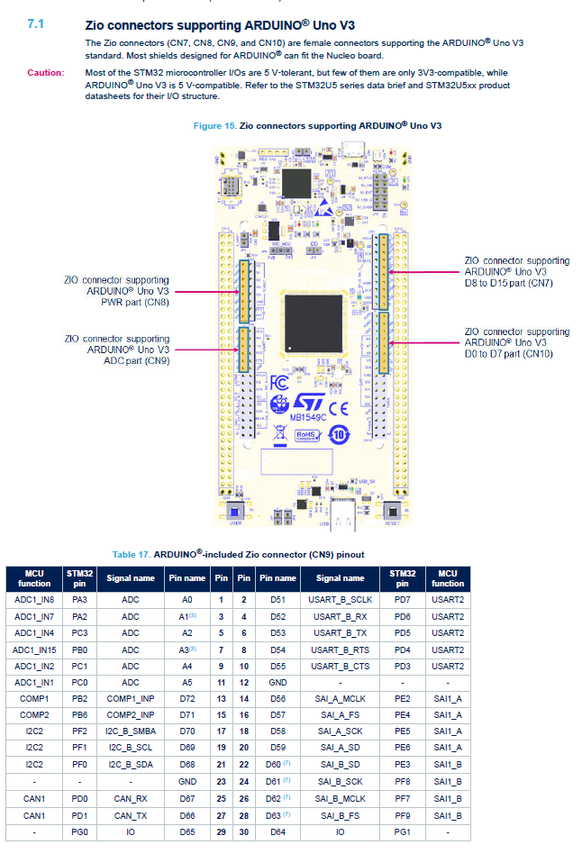 7.1 Zio connectors supporting ARDUINO® Uno V3
The Zio connectors (CN7, CN8, CN9, and CN10) are female connectors supporting the ARDUINO® Uno V3
standard. Most shields designed for ARDUINO® can fit the Nucleo board.
Caution: Most of the STM32 microcontroller I/Os are 5 V-tolerant, but few of them are only 3V3-compatible, while
ARDUINO® Uno V3 is 5 V-compatible. Refer to the STM32U5 series data brief and STM32U5xx product
datasheets for their I/O structure.
Figure 15. Zio connectors supporting ARDUINO® Uno V3
ZIO connector supporting
ARDUINO® Uno V3
PWR part (CN8)
ZIO connector supporting
ARDUINO® Uno V3
ADC part (CN9)
ZIO connector supporting
ARDUINO® Uno V3
D8 to D15 part (CN7)
ZIO connector supporting
ARDUINO® Uno V3
D0 to D7 part (CN10)
FC
ST
CE
MB1549C
RoHS
10
USB_5V
USER
USB
RESET
Table 17. ARDUINO®-included Zio connector (CN9) pinout
MCU function STM32 pin Signal name Pin name Pin Pin Pin name Signal name STM32 pin MCU function
ADC1_IN8 PA3 ADC A0 1 2 D51 USART_B_SCLK PD7 USART2
ADC1_IN7 PA2 ADC A1(3) 3 4 D52 USART_B_RX PD6 USART2
ADC1_IN4 PC3 ADC A2 5 6 D53 USART_B_TX PD5 USART2
ADC1_IN15 PB0 ADC A3(3) 7 8 D54 USART_B_RTS PD4 USART2
ADC1_IN2 PC1 ADC A4 9 10 D55 USART_B_CTS PD3 USART2
ADC1_IN1 PC0 ADC A5 11 12 GND - - -
COMP1 PB2 COMP1_INP D72 13 14 D56 SAI_A_MCLK PE2 SAI1_A
COMP2 PB6 COMP2_INP D71 15 16 D57 SAI_A_FS PE4 SAI1_A
I2C2 PF2 I2C_B_SMBA D70 17 18 D58 SAI_A_SCK PE5 SAI1_A
I2C2 PF1 I2C_B_SCL D69 19 20 D59 SAI_A_SD PE6 SAI1_A
I2C2 PF0 I2C_B_SDA D68 21 22 D60 (7) SAI_B_SD PE3 SAI1_B
- - - GND 23 24 D61 (7) SAI_B_SCK PF8 SAI1_B
CAN1 PD0 CAN_RX D67 25 26 D62 (7) SAI_B_MCLK PF7 SAI1_B
CAN1 PD1 CAN_TX D66 27 28 D63 (7) SAI_B_FS PF9 SAI1_B
- PG0 IO D65 29 30 D64 IO PG1 -